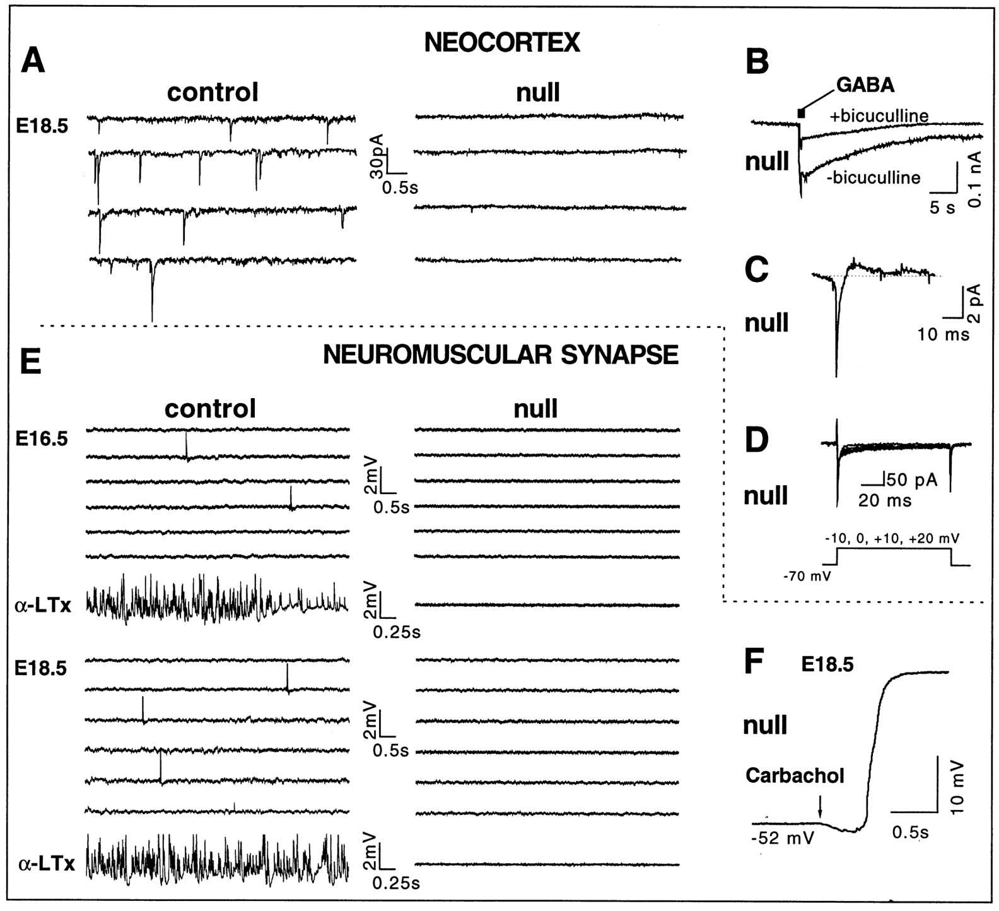 NEOCORTEX
A
control
null
E18.5
30pA
0.5s
B
GABA
+bicuculline
null
-bicuculline
0.1 nA
5 s
C
null
2 pA
10 ms
D
null
50 pA
20 ms
-10, 0, +10, +20 mV
-70 mV
E
NEUROMUSCULAR SYNAPSE
control
null
E16.5
2mV
0.5s
α-LTx
2mV
0.25s
E18.5
2mV
0.5s
α-LTx
2mV
0.25s
F
E18.5
null
Carbachol
-52 mV
10 mV
0.5s